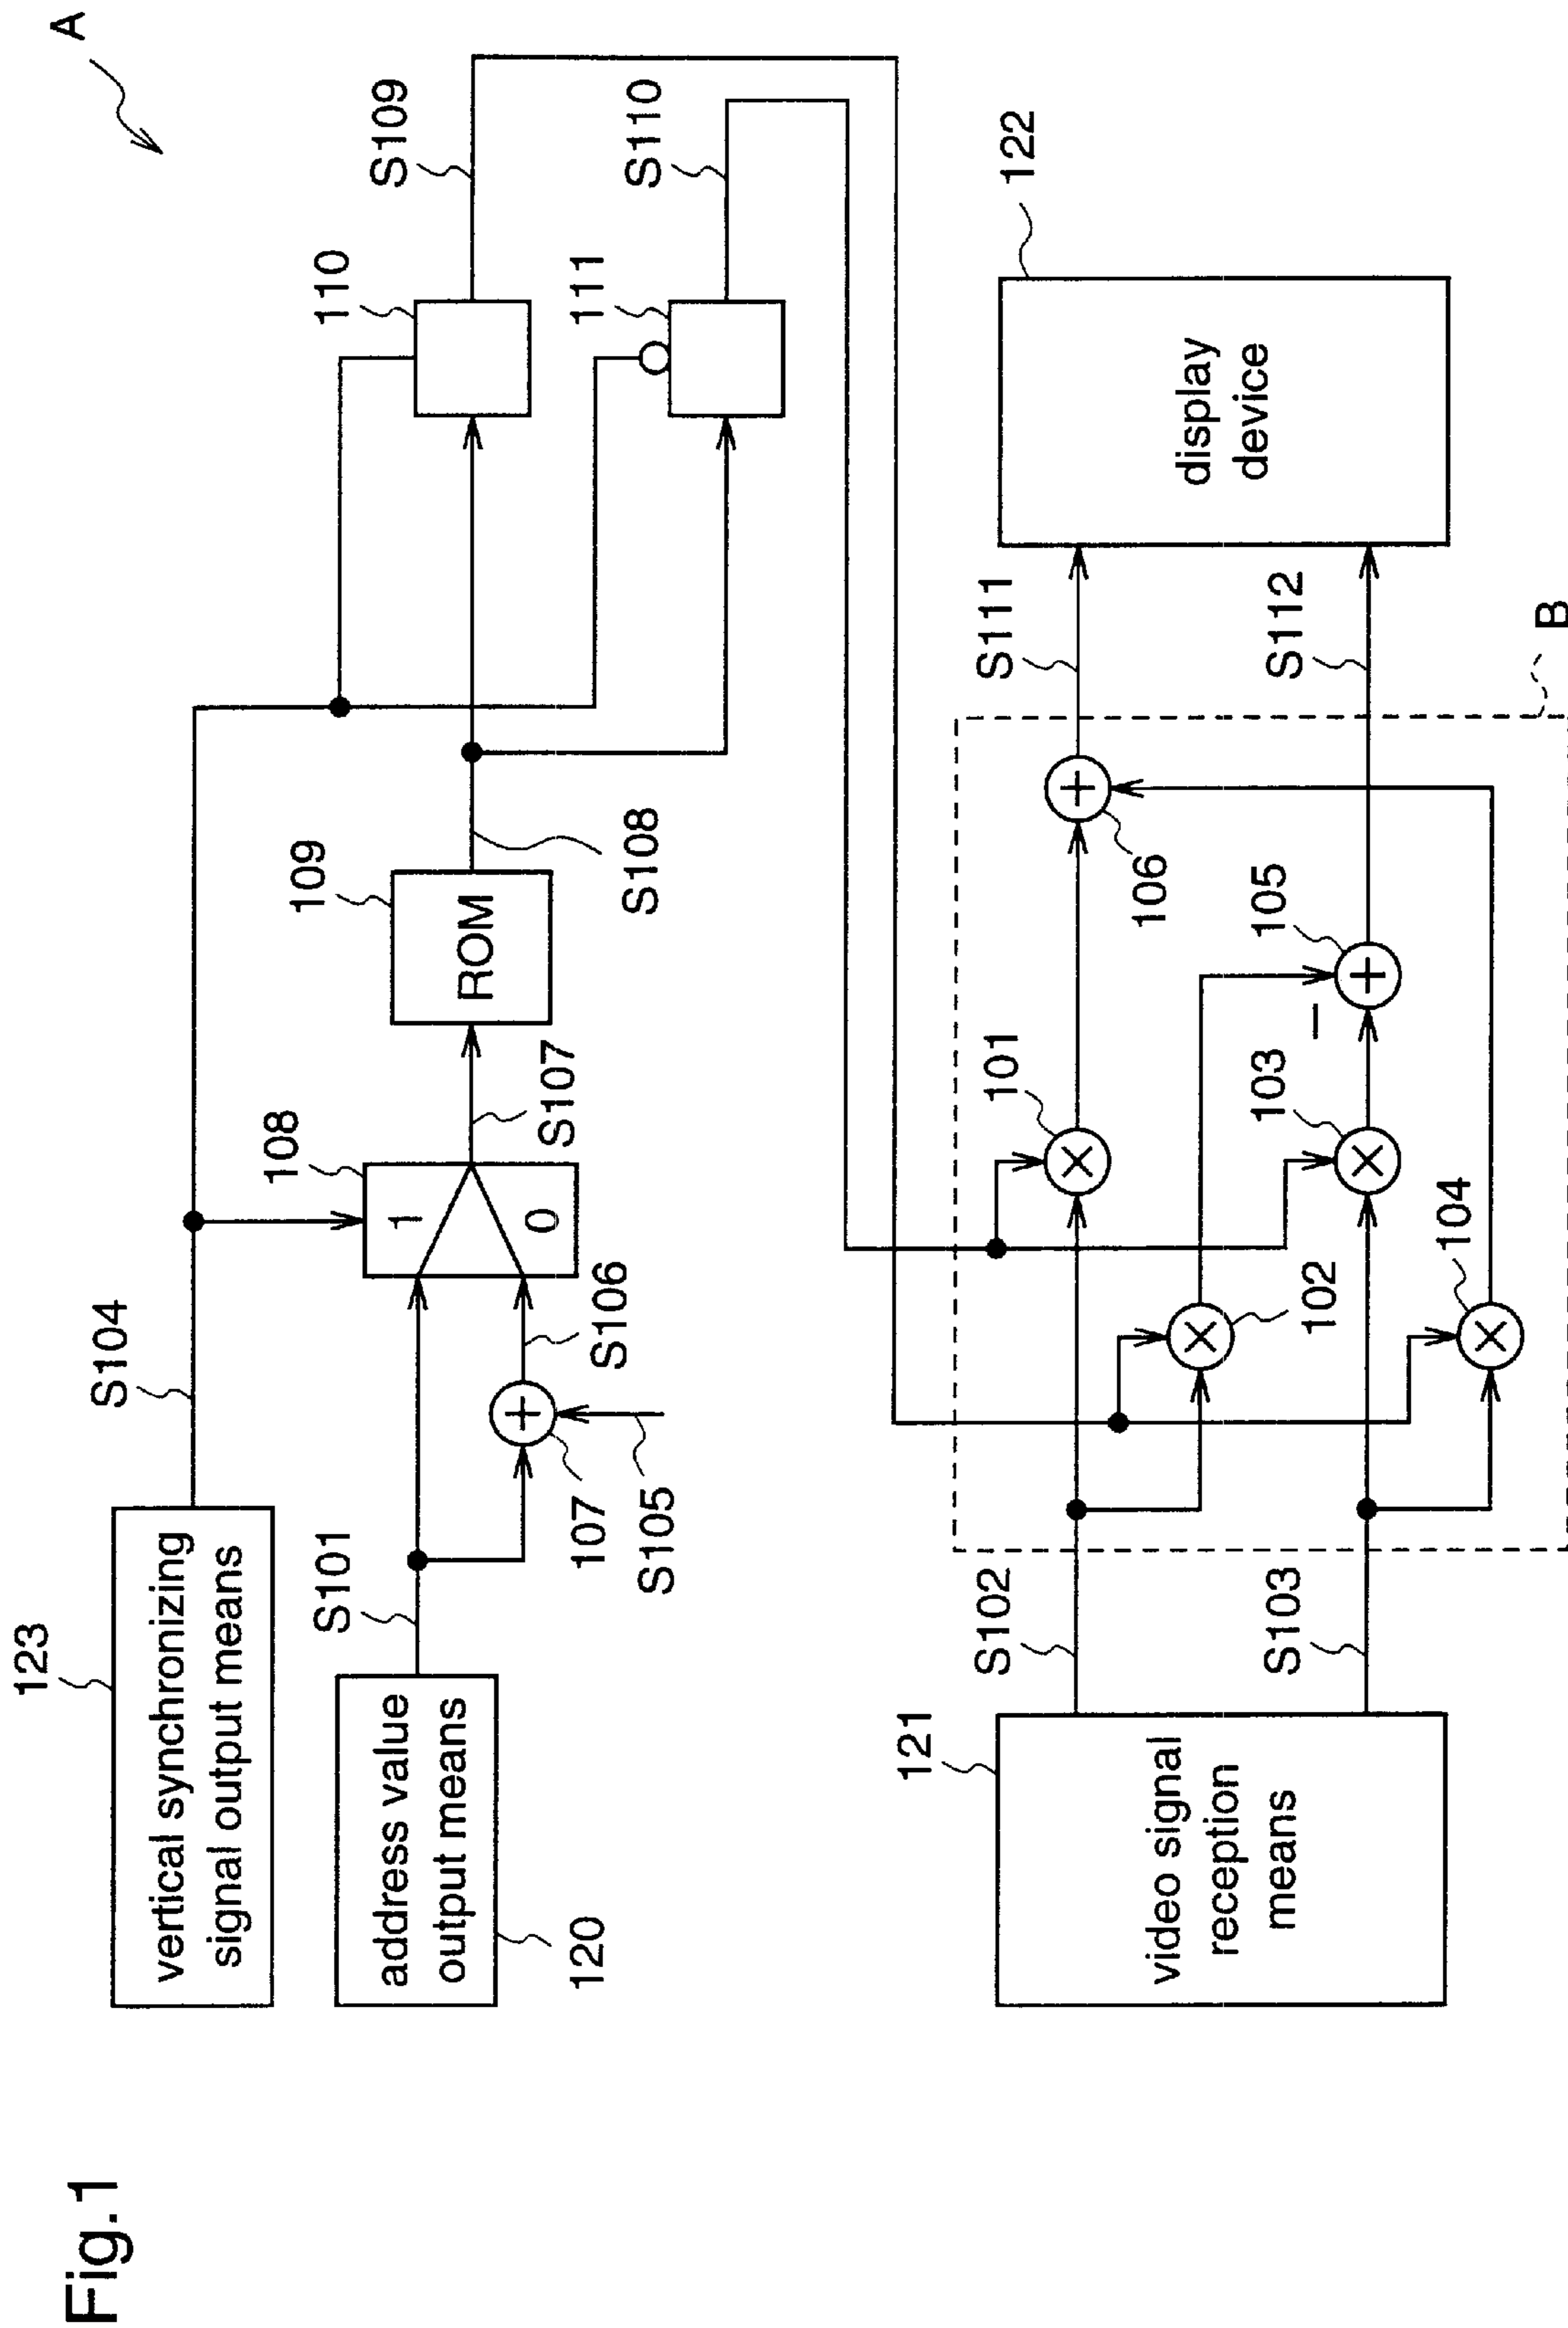 Fig.1
A
123
vertical synchronizing
signal output means
S104
120
address value
output means
S101
107
S105
S106
108
1
0
S107
109
ROM
S108
110
S109
111
S110
121
video signal
reception
means
S102
S103
101
102
103
104
105
106
+
+
+
−
×
×
×
×
S111
S112
B
122
display
device